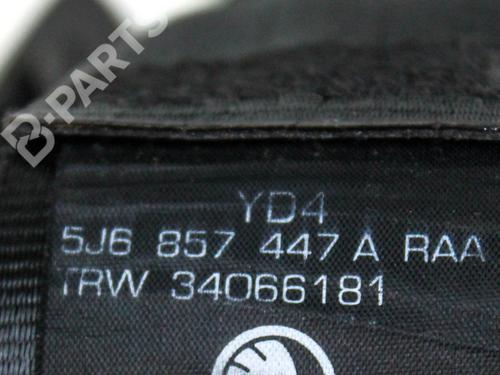 B-PARTS
YD4
5J6 857 447 A RAA
TRW 34066181